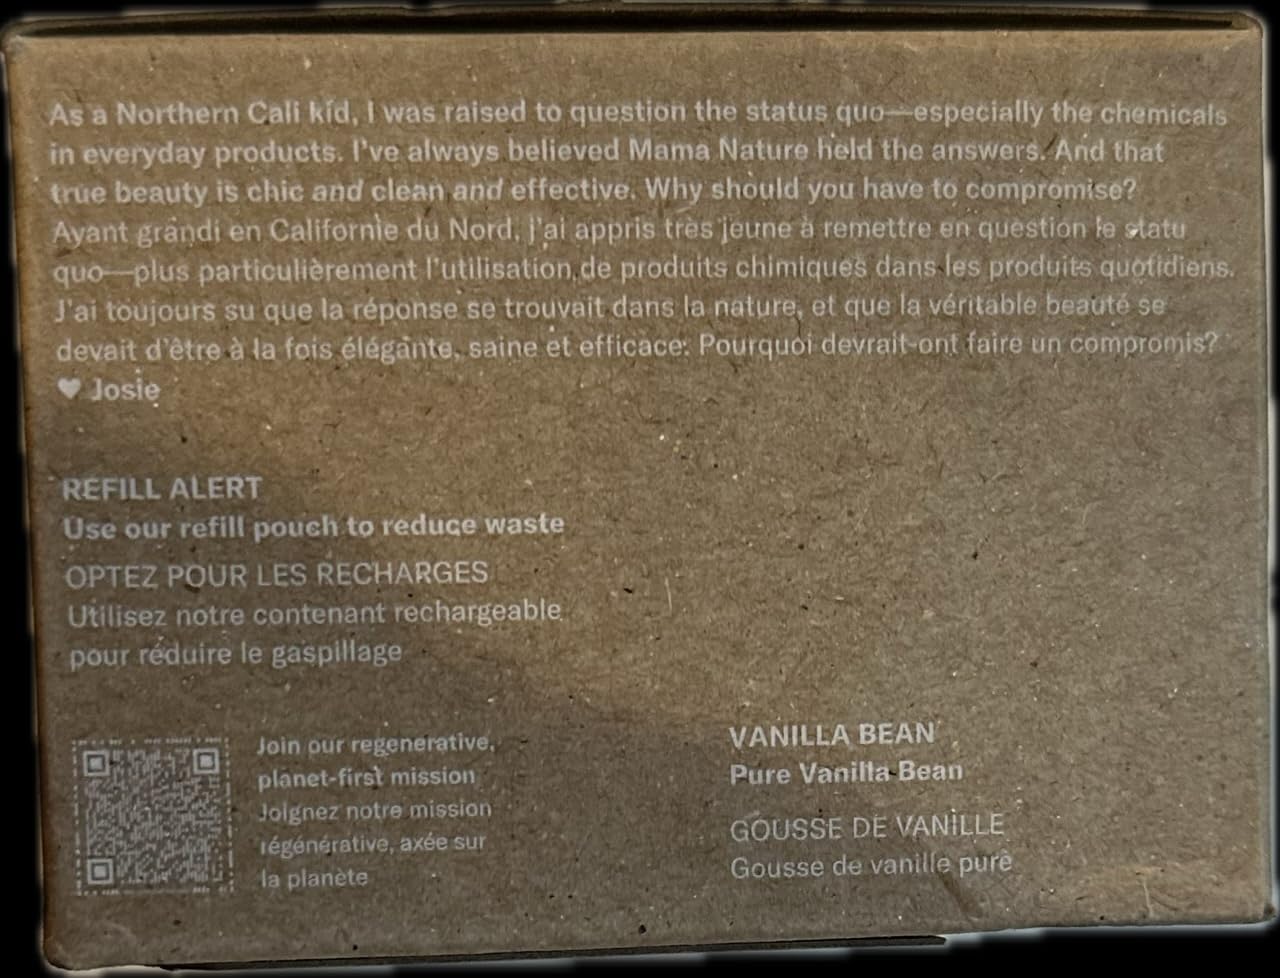 As a Northern Cali kid, I was raised to question the status quo—especially the chemicals
in everyday products. I've always believed Mama Nature held the answers. And that
true beauty is chic and clean and effective. Why should you have to compromise?
Ayant grandi en Californie du Nord, j'ai appris très jeune à remettre en question le statu
quo—plus particulièrement l'utilisation de produits chimiques dans les produits quotidiens.
J'ai toujours su que la réponse se trouvait dans la nature, et que la véritable beauté se
devait d'être à la fois élégante, saine et efficace. Pourquoi devrait-ont faire un compromis?
♥ Josie
REFILL ALERT
Use our refill pouch to reduce waste
OPTEZ POUR LES RECHARGES
Utilisez notre contenant rechargeable
pour réduire le gaspillage
Join our regenerative,
planet-first mission
Joignez notre mission
régénérative, axée sur
la planète
VANILLA BEAN
Pure Vanilla Bean
GOUSSE DE VANILLE
Gousse de vanille pure